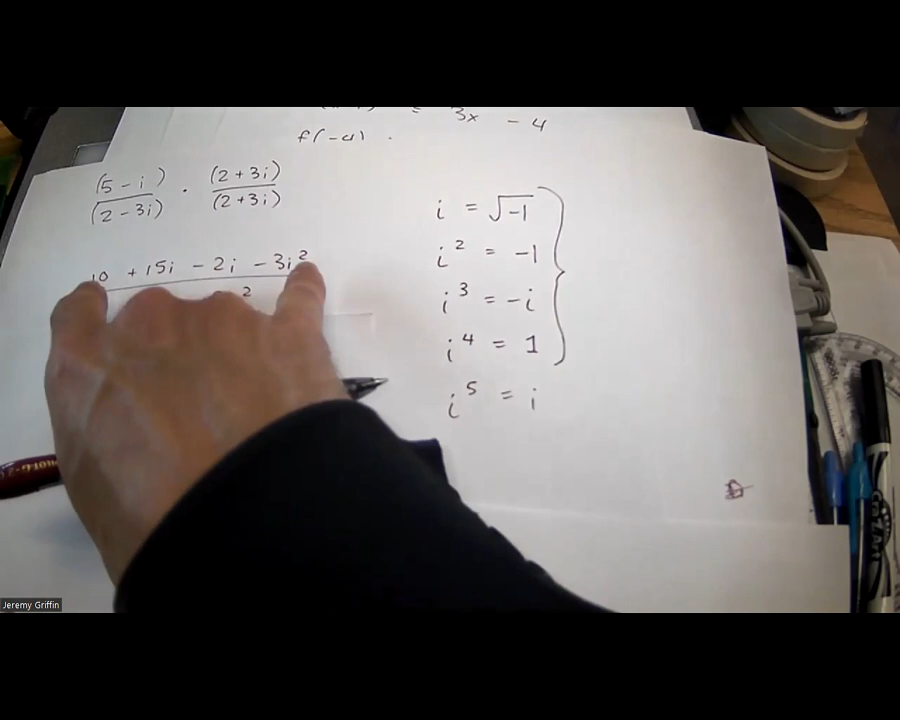 3x - 4
f(-a) .
(5 - i) / (2 - 3i) · (2 + 3i) / (2 + 3i)
10 + 15i - 2i - 3i²
2
i = √-1
i² = -1
i³ = -i
i⁴ = 1
i⁵ = i
Jeremy Griffin